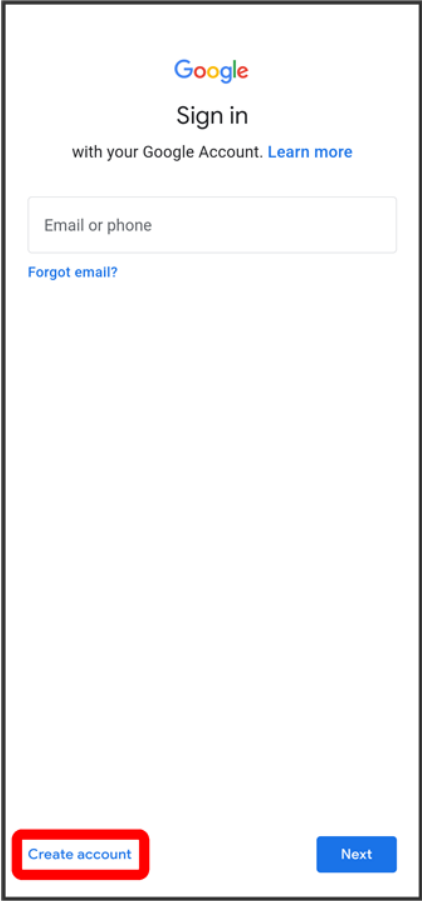 Google
Sign in
with your Google Account. Learn more
Email or phone
Forgot email?
Create account
Next